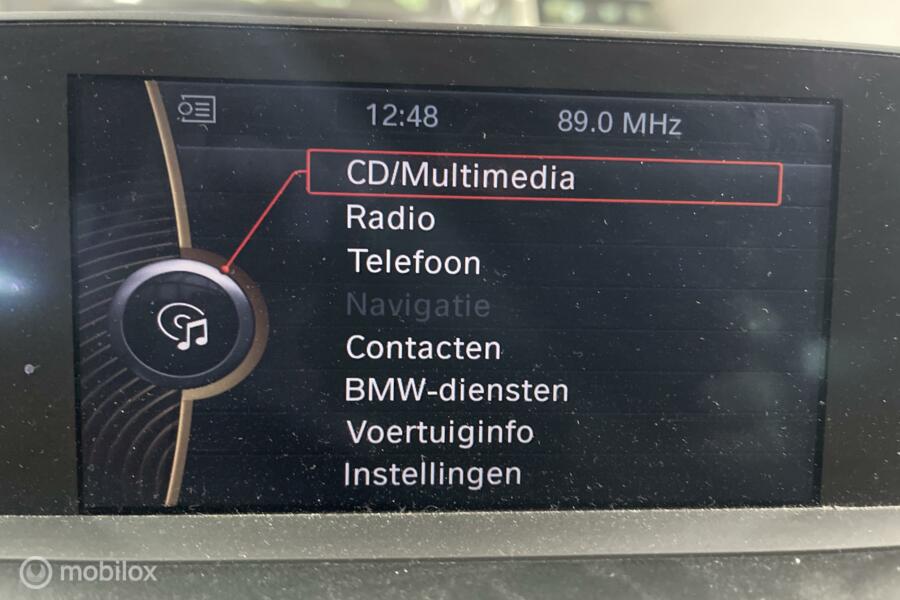 12:48 89.0 MHz
CD/Multimedia
Radio
Telefoon
Navigatie
Contacten
BMW-diensten
Voertuiginfo
Instellingen
mobilox